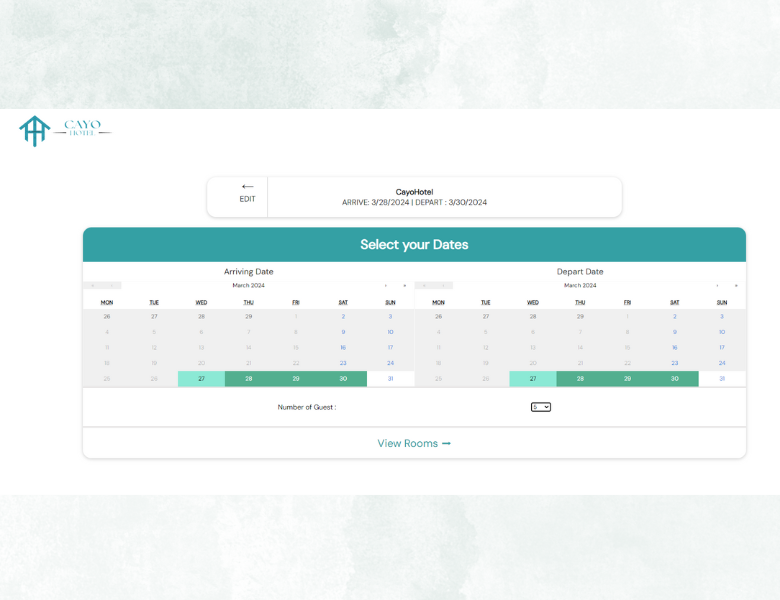 CAYO
HOTEL
←
EDIT
CayoHotel
ARRIVE: 3/28/2024 | DEPART : 3/30/2024
Select your Dates
Arriving Date
Depart Date
« ‹ March 2024 › »
« ‹ March 2024 › »
MON TUE WED THU FRI SAT SUN
MON TUE WED THU FRI SAT SUN
26 27 28 29 1 2 3
26 27 28 29 1 2 3
4 5 6 7 8 9 10
4 5 6 7 8 9 10
11 12 13 14 15 16 17
11 12 13 14 15 16 17
18 19 20 21 22 23 24
18 19 20 21 22 23 24
25 26 27 28 29 30 31
25 26 27 28 29 30 31
Number of Guest :
5
View Rooms →